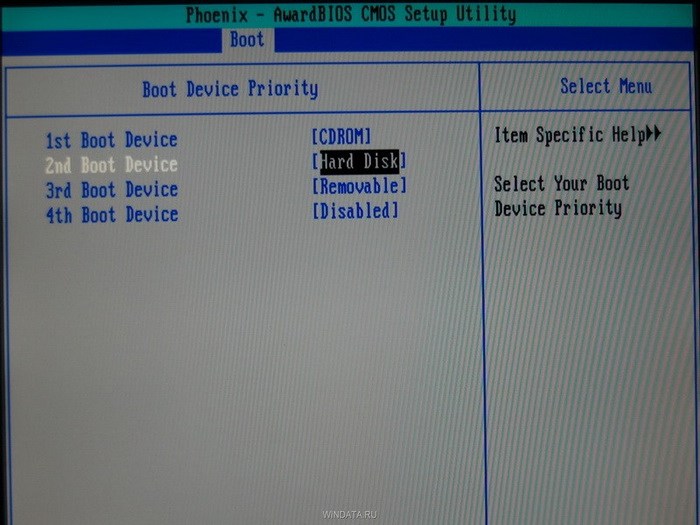 Phoenix - AwardBIOS CMOS Setup Utility
Boot
Boot Device Priority
Select Menu
1st Boot Device [CDROM]
2nd Boot Device [Hard Disk]
3rd Boot Device [Removable]
4th Boot Device [Disabled]
Item Specific Help▶▶
Select Your Boot
Device Priority
WINDATA.RU